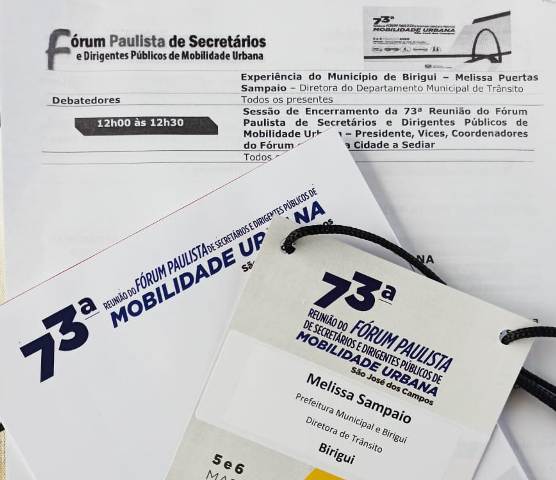 Fórum Paulista de Secretários
e Dirigentes Públicos de Mobilidade Urbana
73ª
MOBILIDADE URBANA
Experiência do Município de Birigui – Melissa Puertas
Sampaio – Diretora do Departamento Municipal de Trânsito
Debatedores
Todos os presentes
12h00 às 12h30
Sessão de Encerramento da 73ª Reunião do Fórum
Paulista de Secretários e Dirigentes Públicos de
Mobilidade – Presidente, Vices, Coordenadores
do Fórum a Cidade a Sediar
Todos
NA
73ª
REUNIÃO DO FÓRUM PAULISTA DE SECRETÁRIOS E DIRIGENTES PÚBLICOS DE
MOBILIDADE URBANA
São
73ª
REUNIÃO DO FÓRUM PAULISTA
DE SECRETÁRIOS E DIRIGENTES PÚBLICOS DE
MOBILIDADE URBANA
São José dos Campos
Melissa Sampaio
Prefeitura Municipal e Birigui
Diretora de Trânsito
Birigui
5 e 6